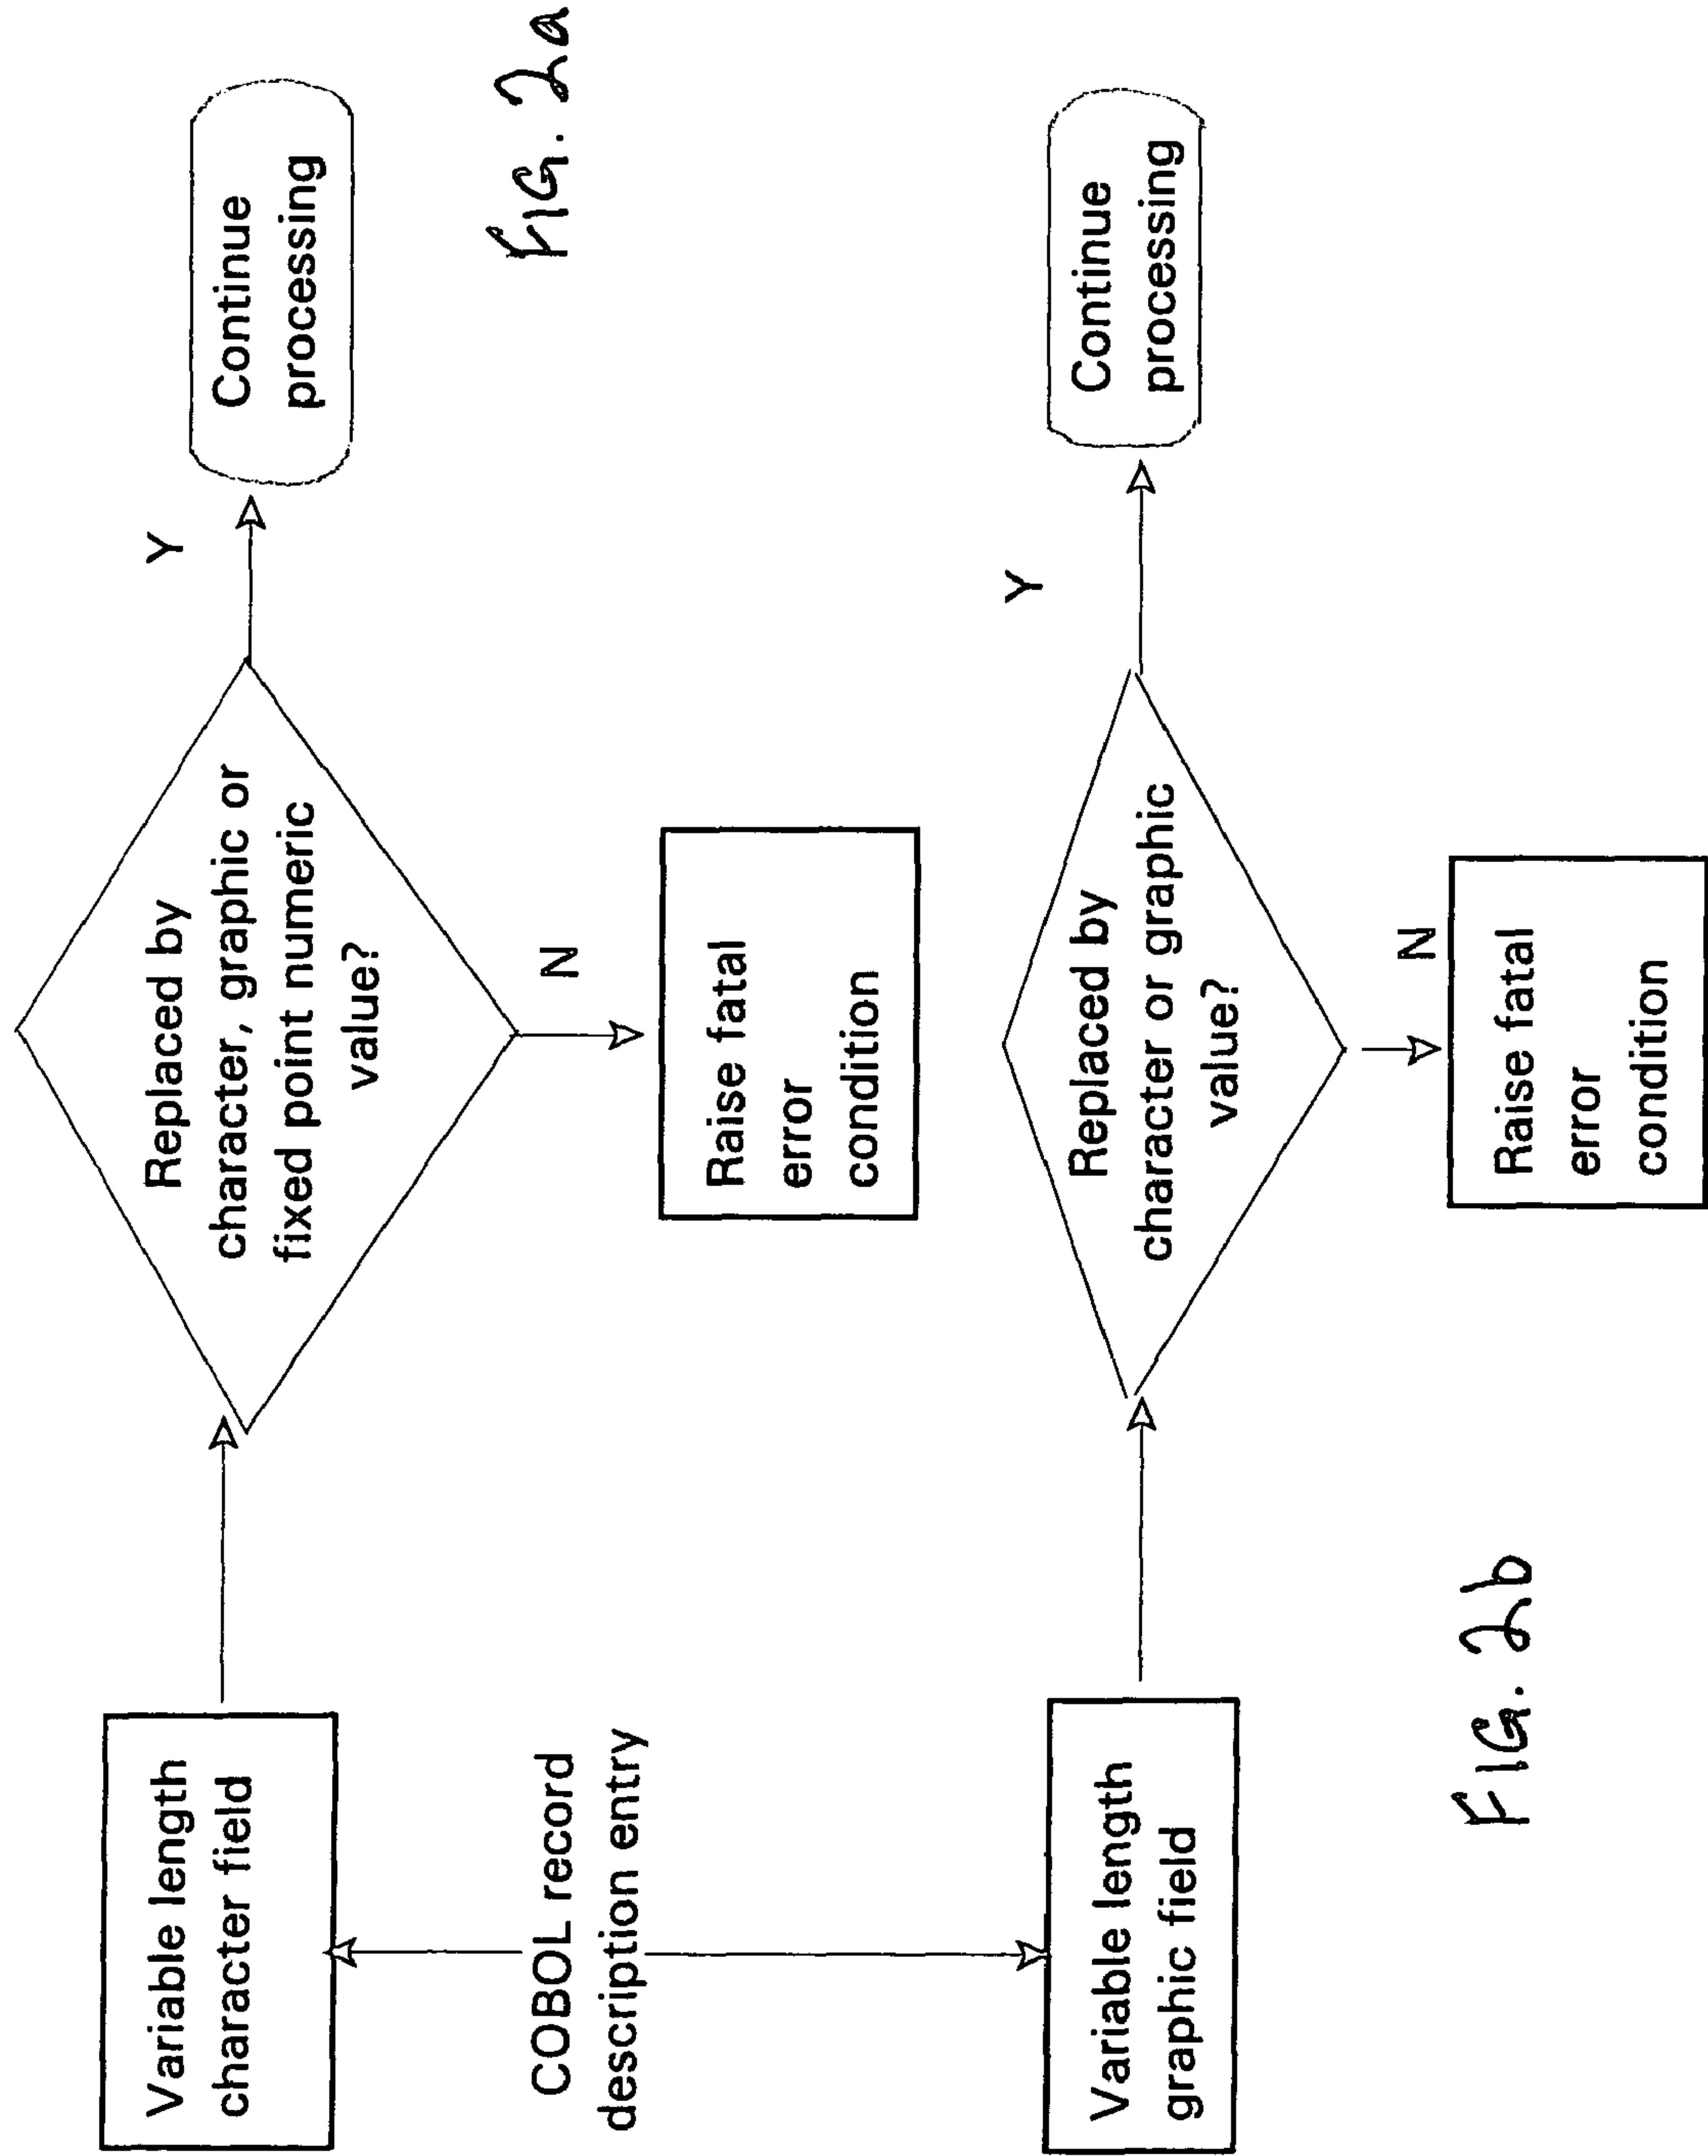 Variable length
character field
Replaced by
character, graphic or
fixed point numeric
value?
Y
Continue
processing
N
Raise fatal
error
condition
FIG. 2a
COBOL record
description entry
Variable length
graphic field
Replaced by
character or graphic
value?
Y
Continue
processing
N
Raise fatal
error
condition
FIG. 2b